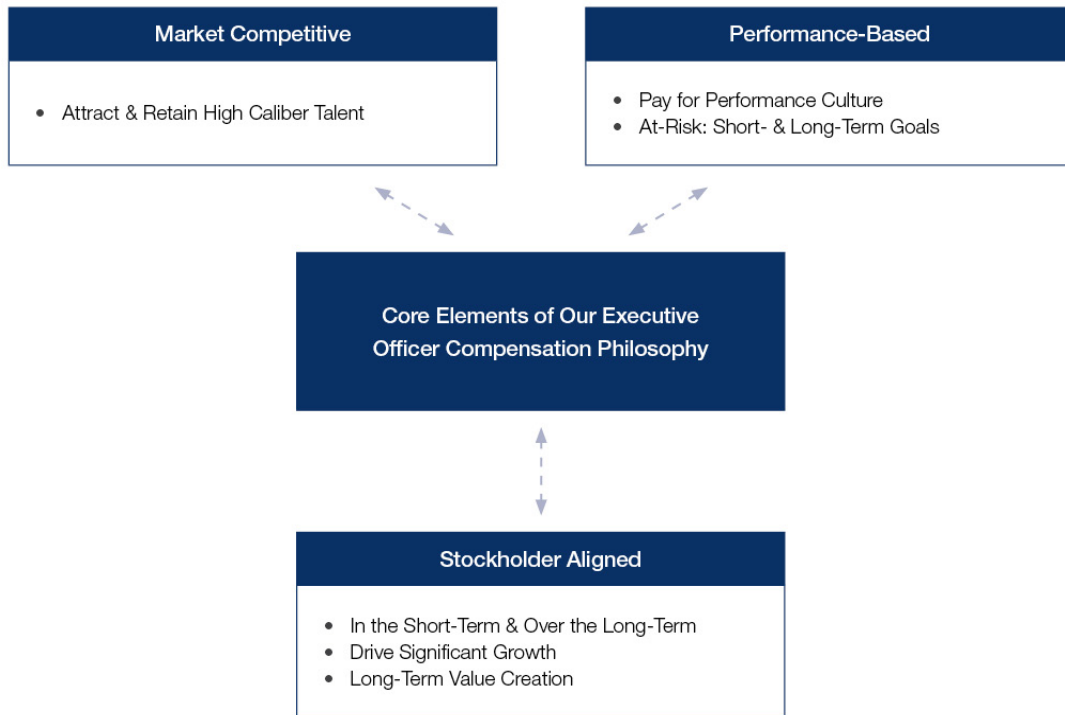 Market Competitive
• Attract & Retain High Caliber Talent
Performance-Based
• Pay for Performance Culture
• At-Risk: Short- & Long-Term Goals
Core Elements of Our Executive
Officer Compensation Philosophy
Stockholder Aligned
• In the Short-Term & Over the Long-Term
• Drive Significant Growth
• Long-Term Value Creation